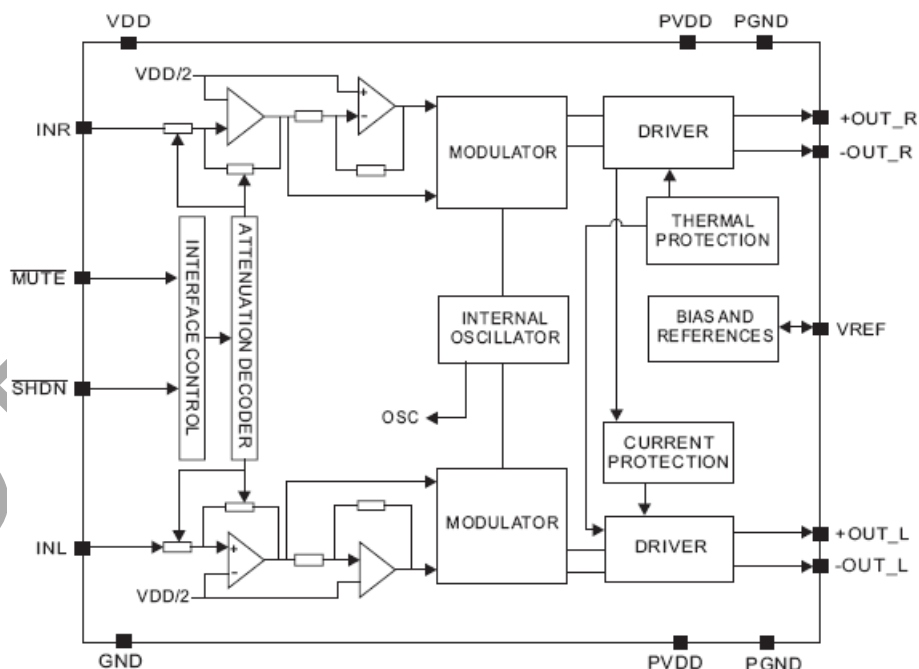 VDD
PVDD
PGND
VDD/2
INR
+
-
MODULATOR
DRIVER
+OUT_R
-OUT_R
THERMAL
PROTECTION
MUTE
INTERFACE CONTROL
ATTENUATION DECODER
INTERNAL
OSCILLATOR
BIAS AND
REFERENCES
VREF
SHDN
OSC
CURRENT
PROTECTION
MODULATOR
DRIVER
+OUT_L
-OUT_L
INL
+
-
VDD/2
GND
PVDD
PGND